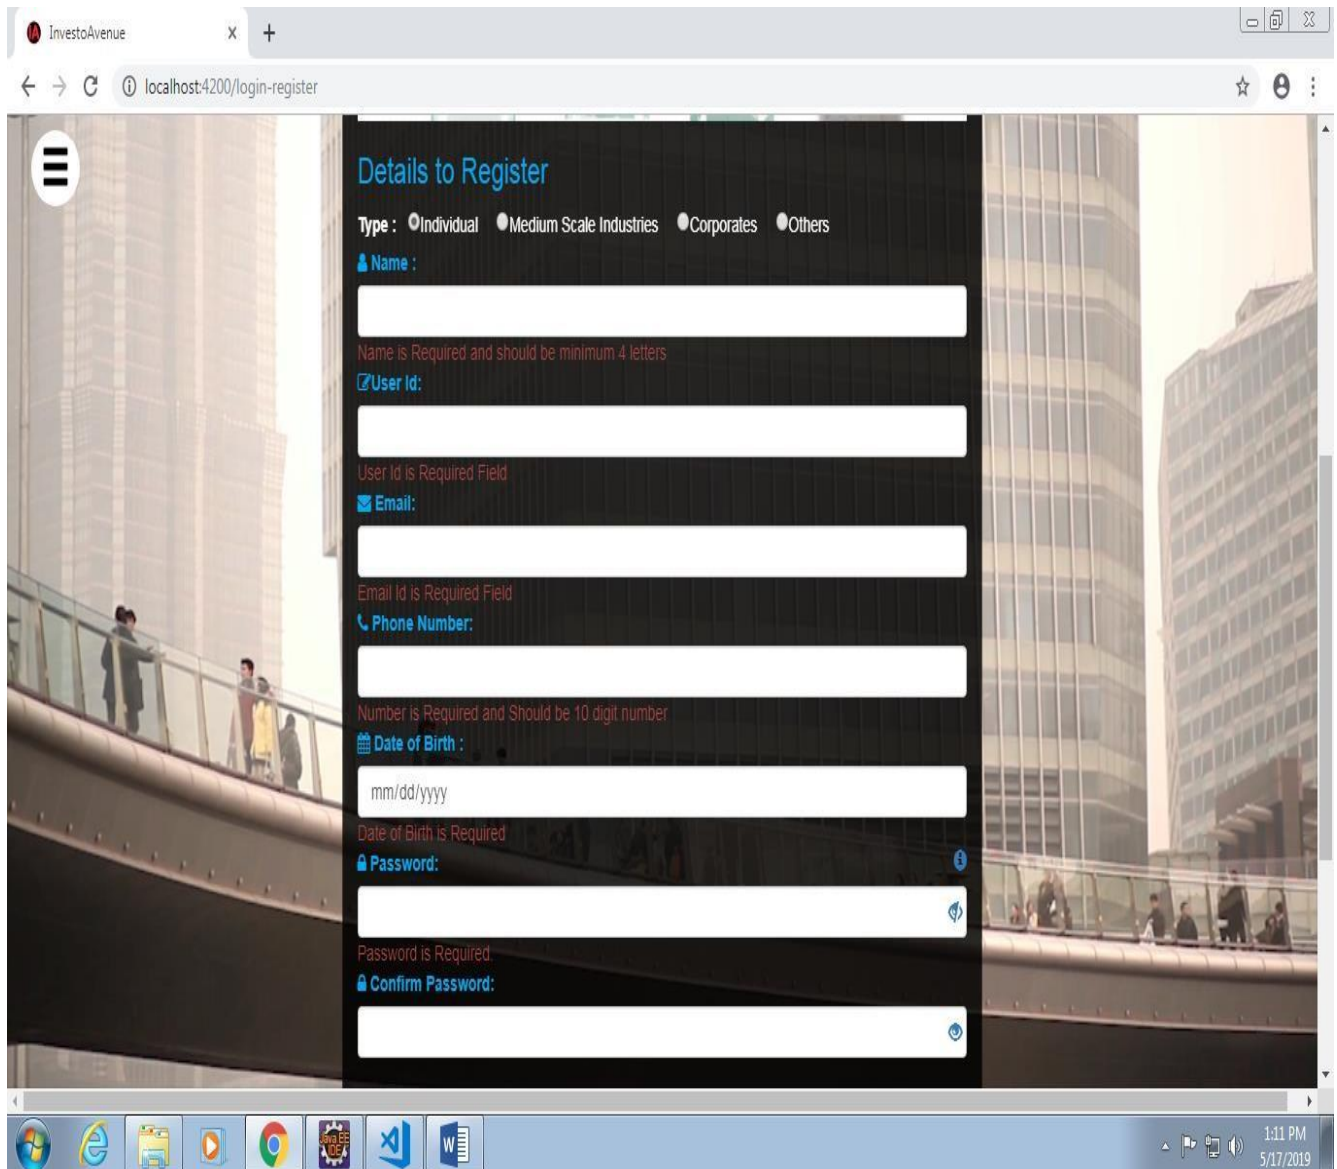 InvestoAvenue
localhost:4200/login-register
Details to Register
Type : Individual Medium Scale Industries Corporates Others
Name :
Name is Required and should be minimum 4 letters
User Id:
User Id is Required Field
Email:
Email Id is Required Field
Phone Number:
Number is Required and Should be 10 digit number
Date of Birth :
mm/dd/yyyy
Date of Birth is Required
Password:
Password is Required.
Confirm Password:
Java EE
IDE
1:11 PM
5/17/2019